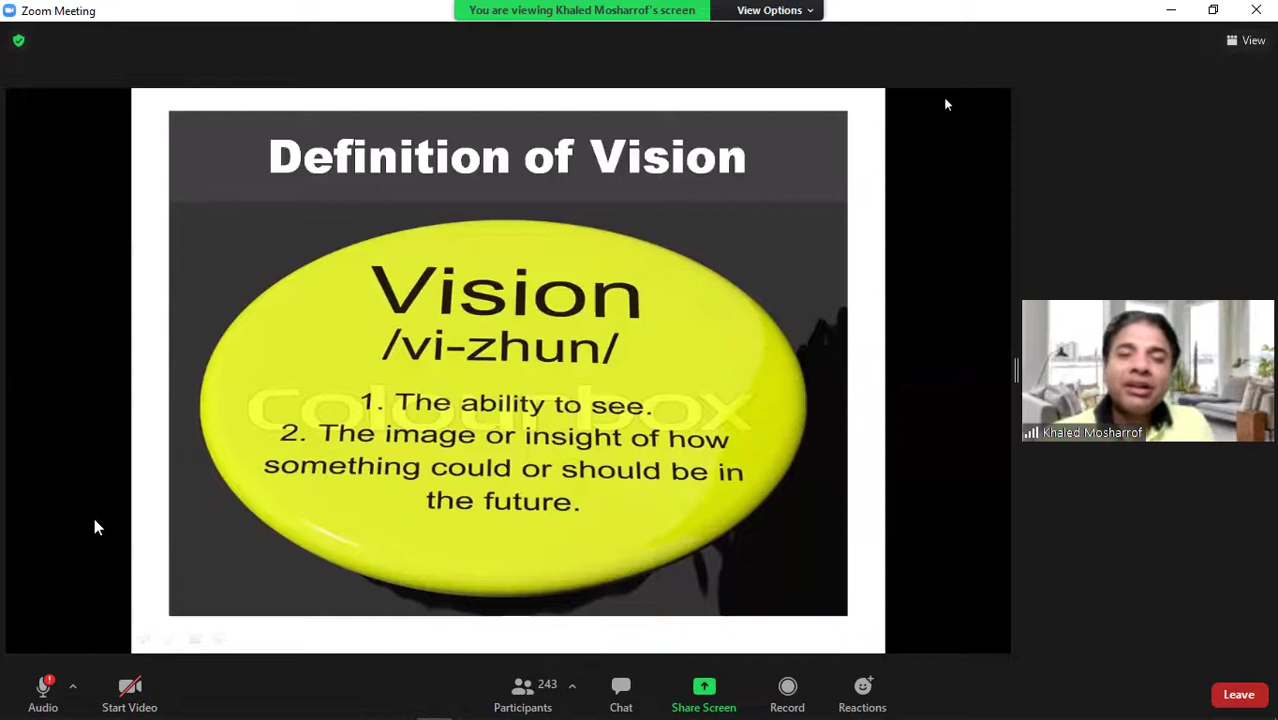 Zoom Meeting
You are viewing Khaled Mosharrof's screen
View Options
View
Definition of Vision
Vision
/vi-zhun/
colourbox
1. The ability to see.
2. The image or insight of how
something could or should be in
the future.
Khaled Mosharrof
243
Audio
Start Video
Participants
Chat
Share Screen
Record
Reactions
Leave